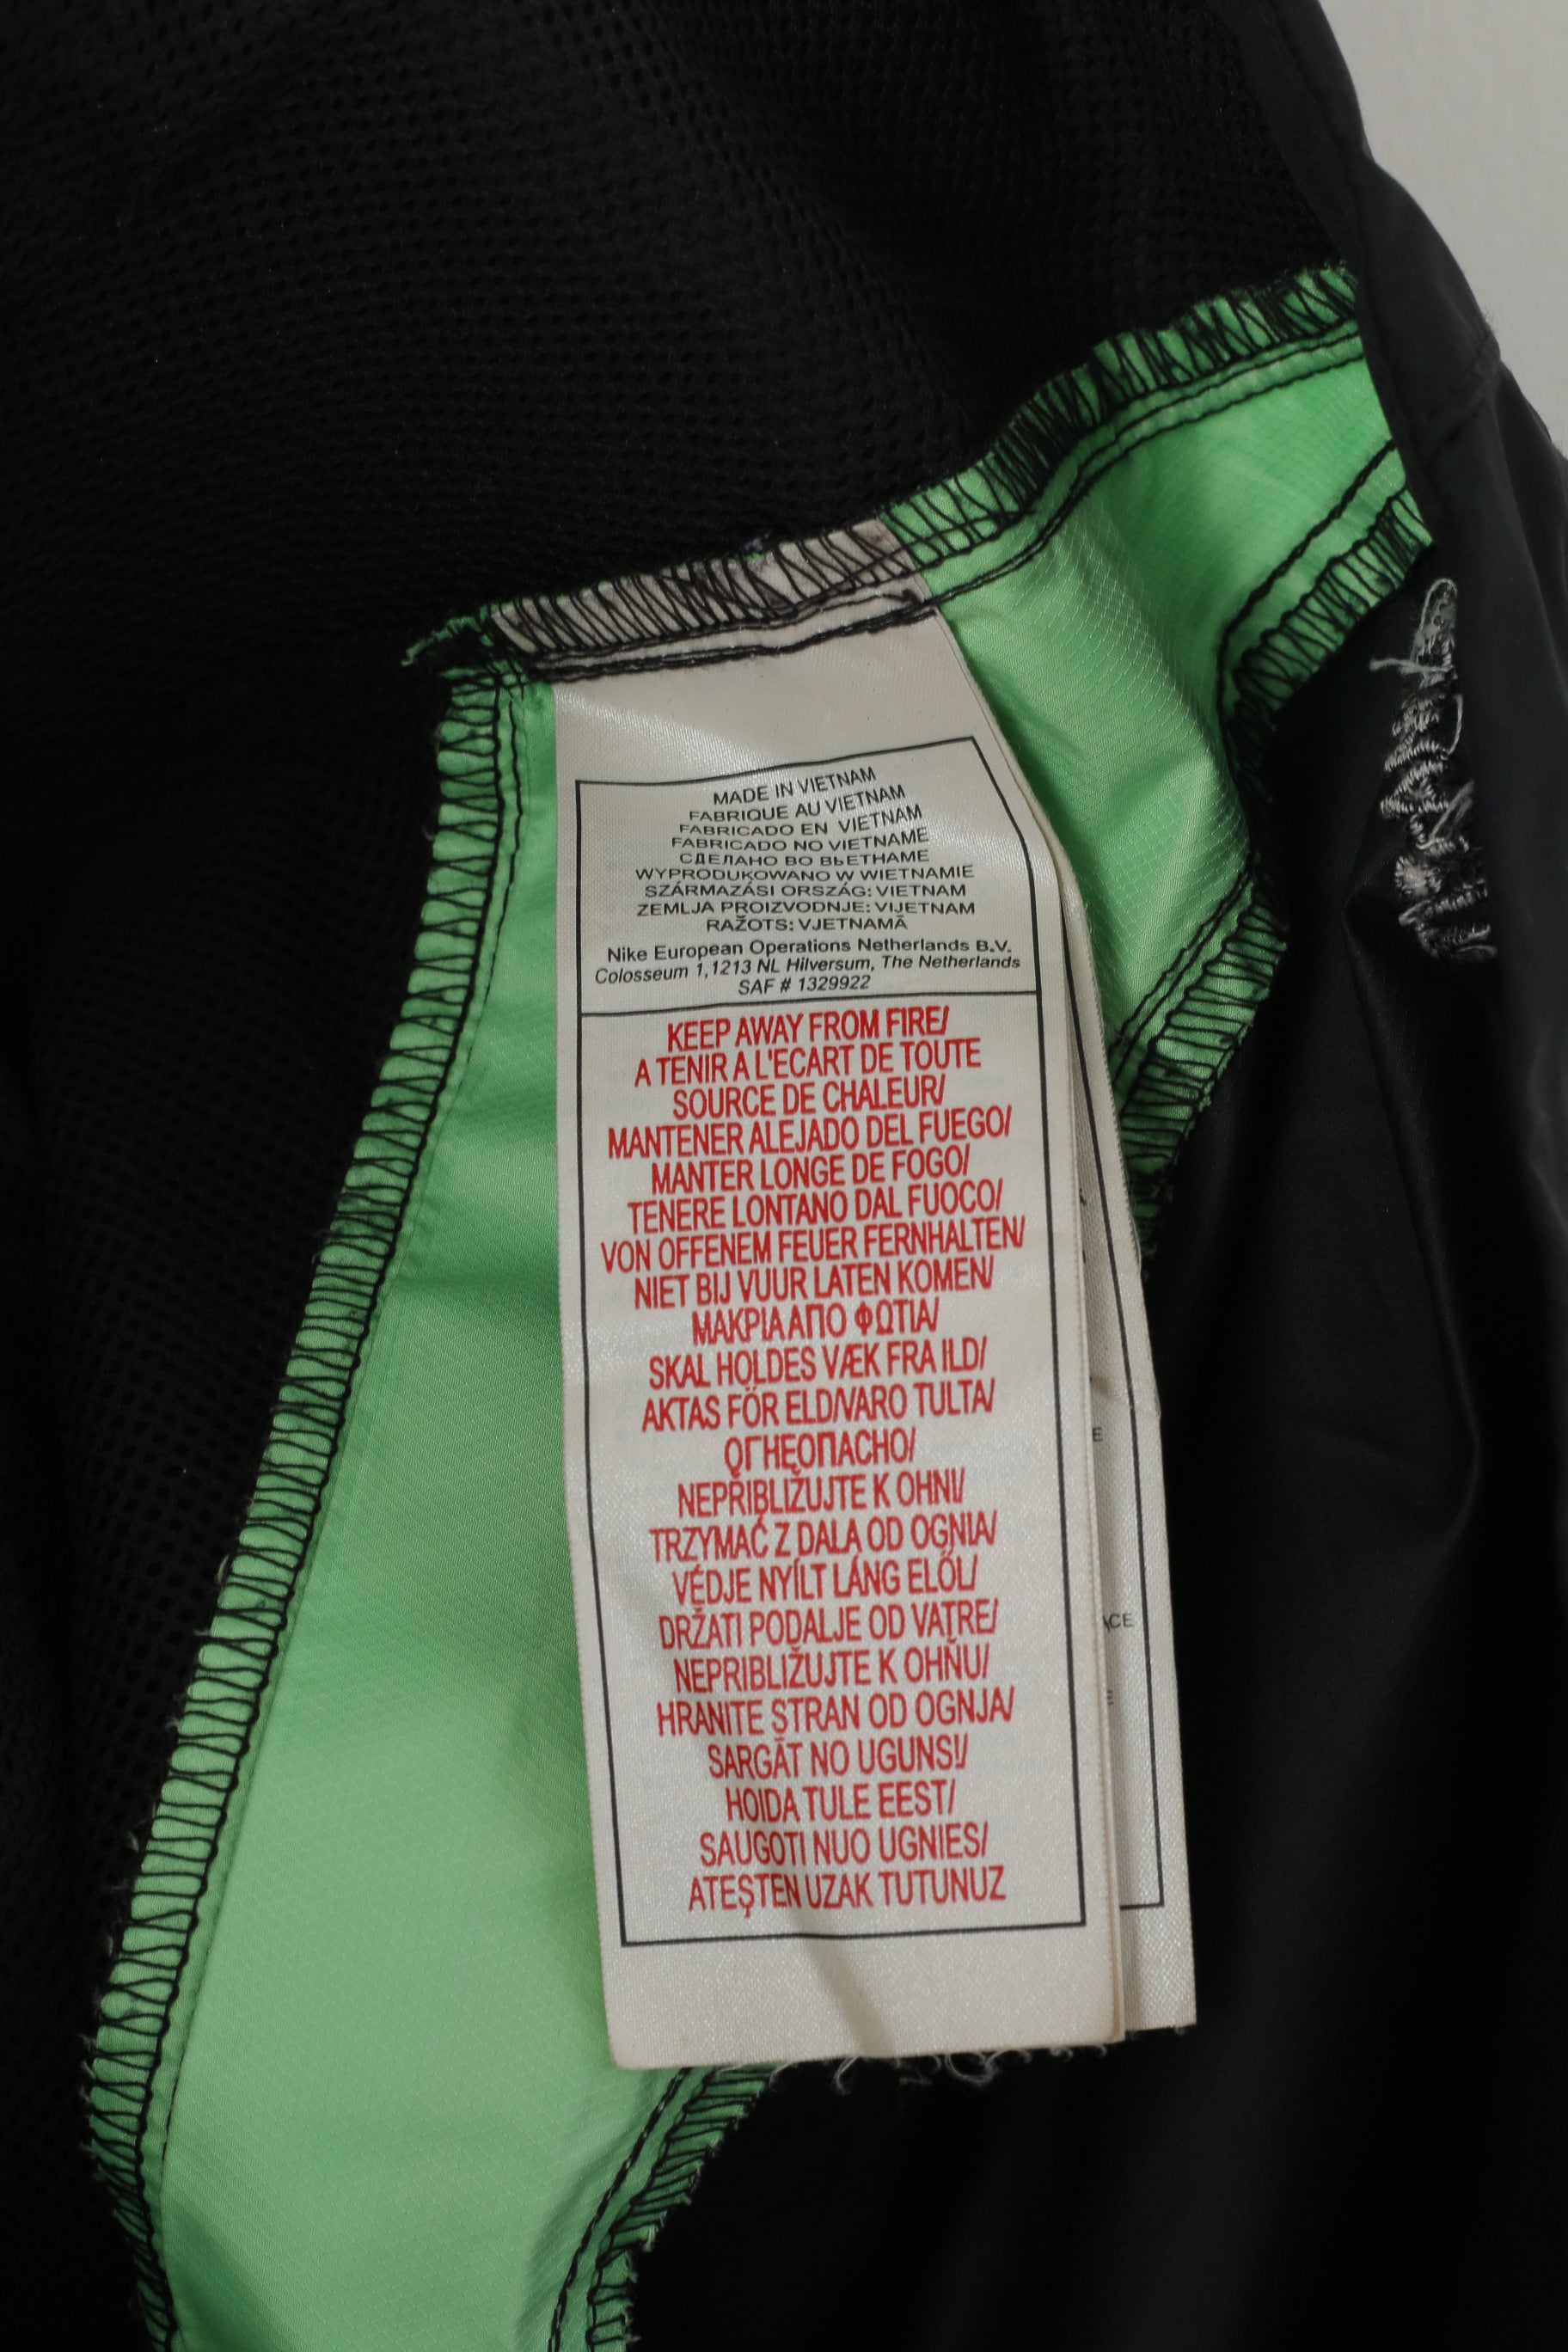 MADE IN VIETNAM
FABRIQUE AU VIETNAM
FABRICADO EN VIETNAM
FABRICADO NO VIETNAME
СДЕЛАНО ВО ВЬЕТНАМЕ
WYPRODUKOWANO W WIETNAMIE
SZÁRMAZÁSI ORSZÁG: VIETNAM
ZEMLJA PROIZVODNJE: VIJETNAM
RAŽOTS: VJETNAMĀ
Nike European Operations Netherlands B.V.
Colosseum 1,1213 NL Hilversum, The Netherlands
SAF # 1329922
KEEP AWAY FROM FIRE/
A TENIR A L'ECART DE TOUTE
SOURCE DE CHALEUR/
MANTENER ALEJADO DEL FUEGO/
MANTER LONGE DE FOGO/
TENERE LONTANO DAL FUOCO/
VON OFFENEM FEUER FERNHALTEN/
NIET BIJ VUUR LATEN KOMEN/
ΜΑΚΡΙΑ ΑΠΟ ΦΩΤΙΑ/
SKAL HOLDES VÆK FRA ILD/
AKTAS FÖR ELD/VARO TULTA/
ОГНЕОПАСНО/
NEPŘIBLIŽUJTE K OHNI/
TRZYMAĆ Z DALA OD OGNIA/
VÉDJE NYÍLT LÁNG ELŐL/
DRŽATI PODALJE OD VATRE/
NEPRIBLIŽUJTE K OHŇU/
HRANITE STRAN OD OGNJA/
SARGĀT NO UGUNS!/
HOIDA TULE EEST/
SAUGOTI NUO UGNIES/
ATEŞTEN UZAK TUTUNUZ